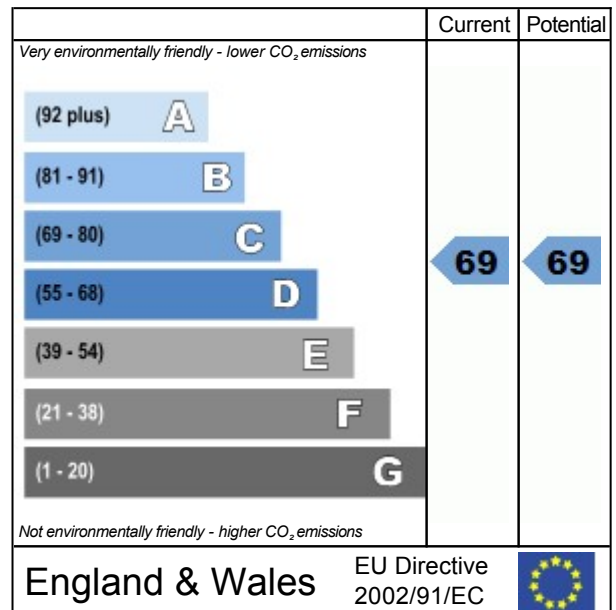 Current Potential
Very environmentally friendly - lower CO₂ emissions
(92 plus) A
(81 - 91) B
(69 - 80) C
(55 - 68) D
(39 - 54) E
(21 - 38) F
(1 - 20) G
69 69
Not environmentally friendly - higher CO₂ emissions
England & Wales
EU Directive
2002/91/EC